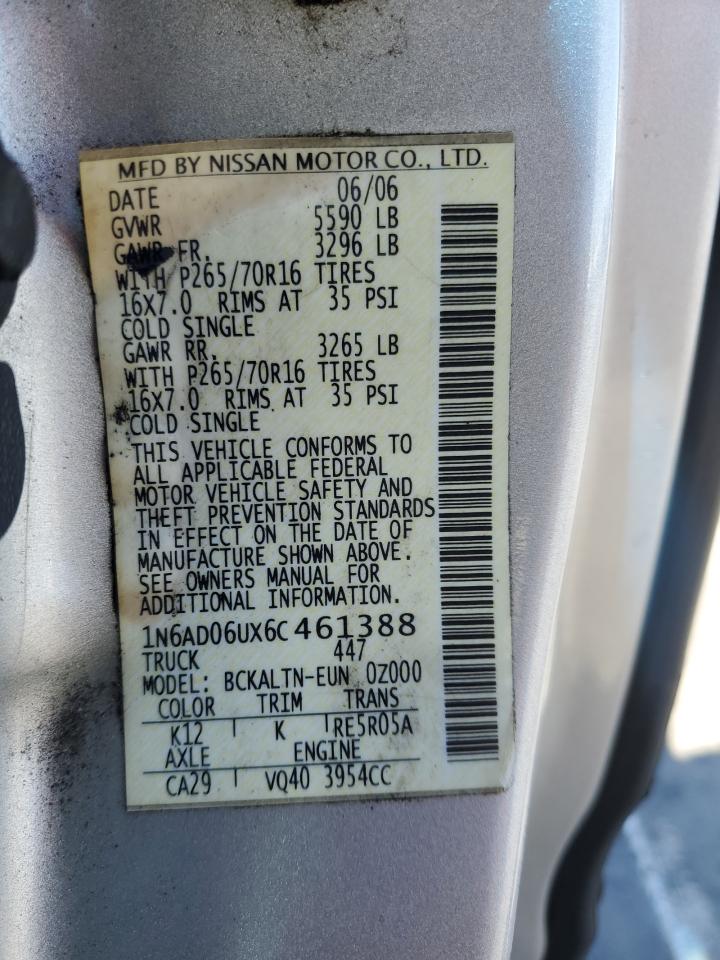 MFD BY NISSAN MOTOR CO., LTD.
DATE 06/06
GVWR 5590 LB
GAWR FR. 3296 LB
WITH P265/70R16 TIRES
16X7.0 RIMS AT 35 PSI
COLD SINGLE
GAWR RR. 3265 LB
WITH P265/70R16 TIRES
16X7.0 RIMS AT 35 PSI
COLD SINGLE
THIS VEHICLE CONFORMS TO
ALL APPLICABLE FEDERAL
MOTOR VEHICLE SAFETY AND
THEFT PREVENTION STANDARDS
IN EFFECT ON THE DATE OF
MANUFACTURE SHOWN ABOVE.
SEE OWNERS MANUAL FOR
ADDITIONAL INFORMATION.
1N6AD06UX6C461388
TRUCK 447
MODEL: BCKALTN-EUN 0Z000
COLOR TRIM TRANS
K12 K RE5R05A
AXLE ENGINE
CA29 VQ40 3954CC